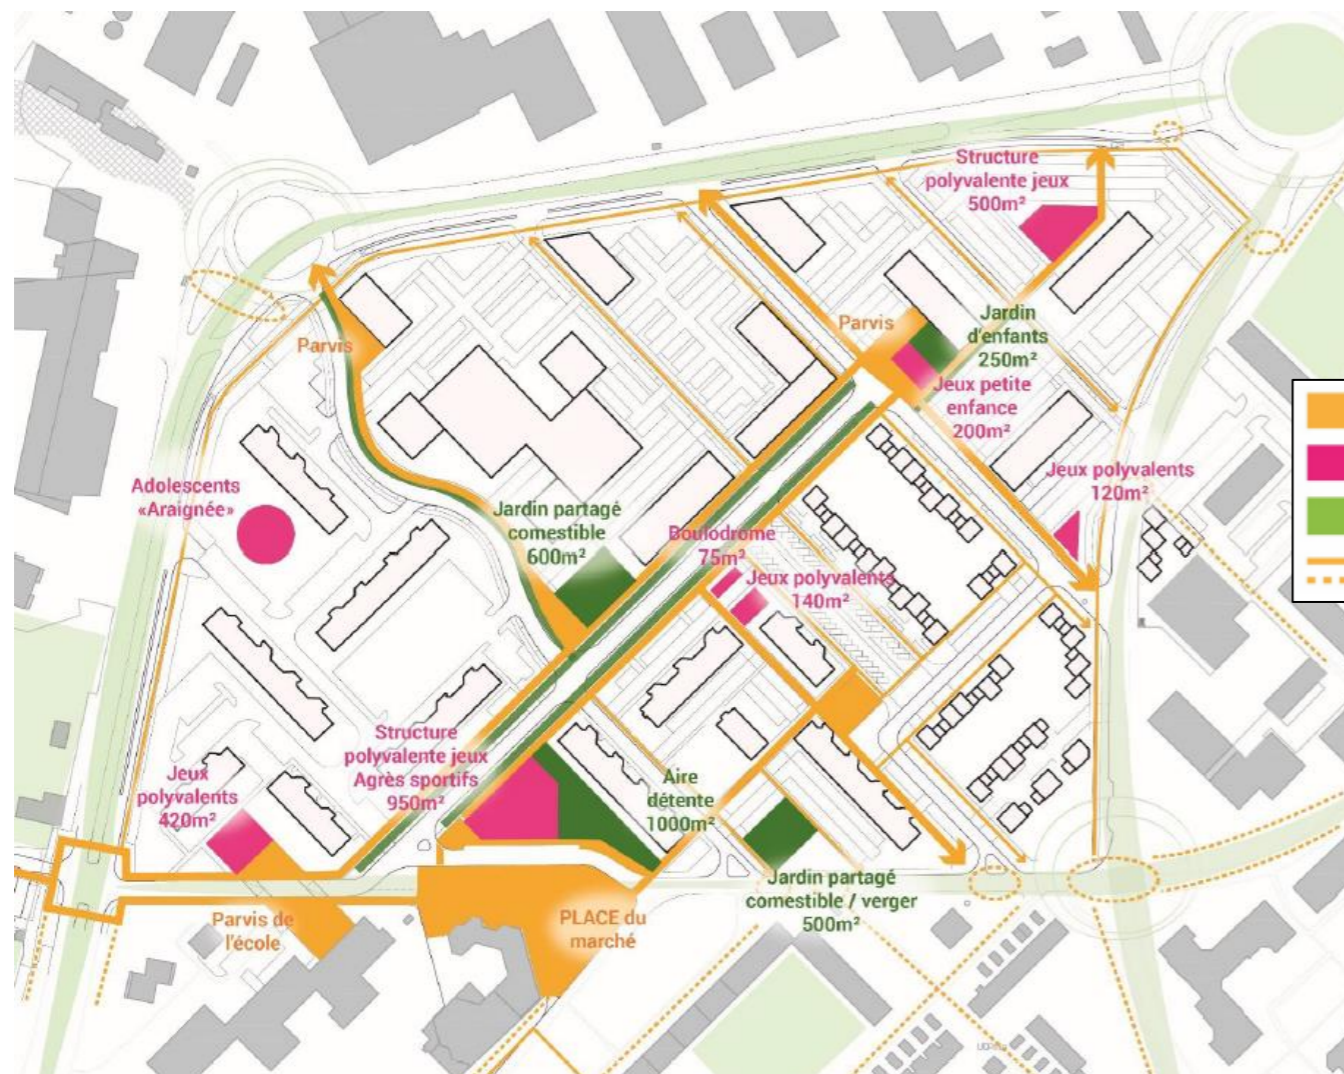 Structure
polyvalente jeux
500m²
Parvis
Parvis
Jardin
d'enfants
250m²
Jeux petite
enfance
200m²
Adolescents
«Araignée»
Jardin partagé
comestible
600m²
Boulodrome
75m²
Jeux polyvalents
140m²
Jeux polyvalents
120m²
Structure
polyvalente jeux
Agrès sportifs
950m²
Jeux
polyvalents
420m²
Aire
détente
1000m²
Jardin partagé
comestible / verger
500m²
Parvis de
l'école
PLACE du
marché